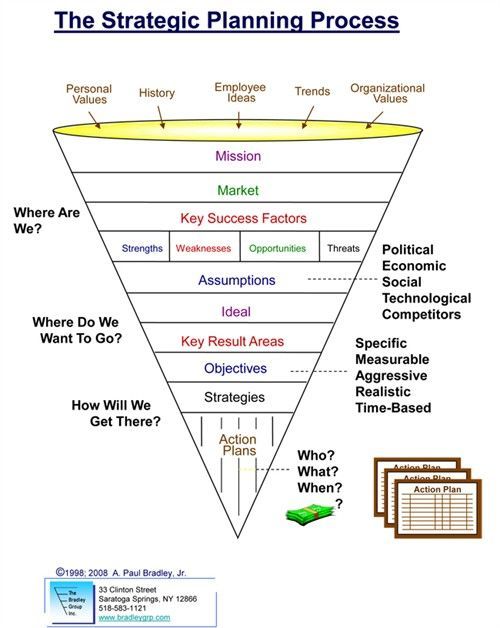 The Strategic Planning Process
Personal
Values
History
Employee
Ideas
Trends
Organizational
Values
Mission
Market
Where Are
We?
Key Success Factors
Strengths
Weaknesses
Opportunities
Threats
Assumptions
Political
Economic
Social
Technological
Competitors
Ideal
Where Do We
Want To Go?
Key Result Areas
Objectives
Specific
Measurable
Aggressive
Realistic
Time-Based
Strategies
How Will We
Get There?
Action
Plans
Who?
What?
When?
?
Action Plan
Action Plan
Action Plan
©1998; 2008 A. Paul Bradley, Jr.
The
Bradley
Group
Inc.
33 Clinton Street
Saratoga Springs, NY 12866
518-583-1121
www.bradleygrp.com